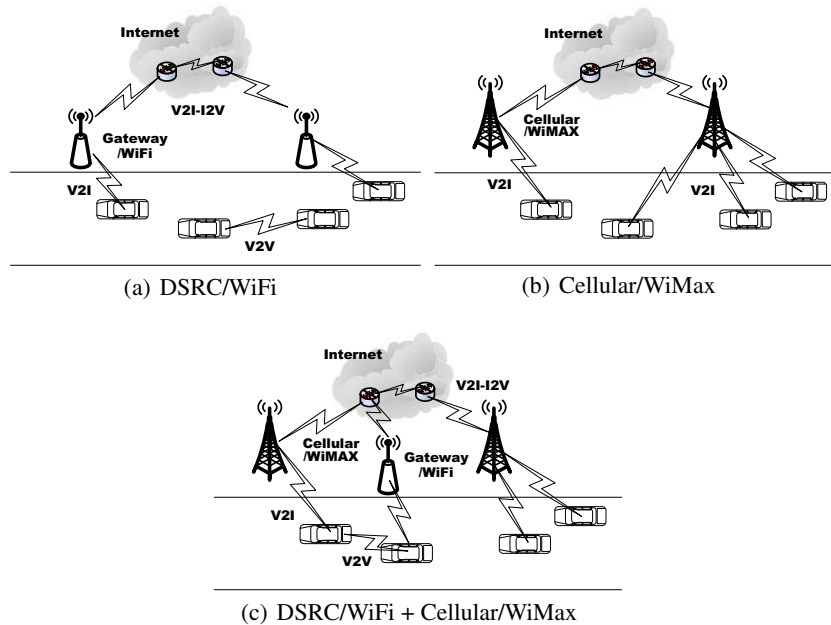 Internet
V2I-I2V
Gateway
/WiFi
V2I
V2V
(a) DSRC/WiFi
Internet
Cellular
/WiMAX
V2I
V2I
(b) Cellular/WiMax
Internet
V2I-I2V
Cellular
/WiMAX
Gateway
/WiFi
V2I
V2V
(c) DSRC/WiFi + Cellular/WiMax